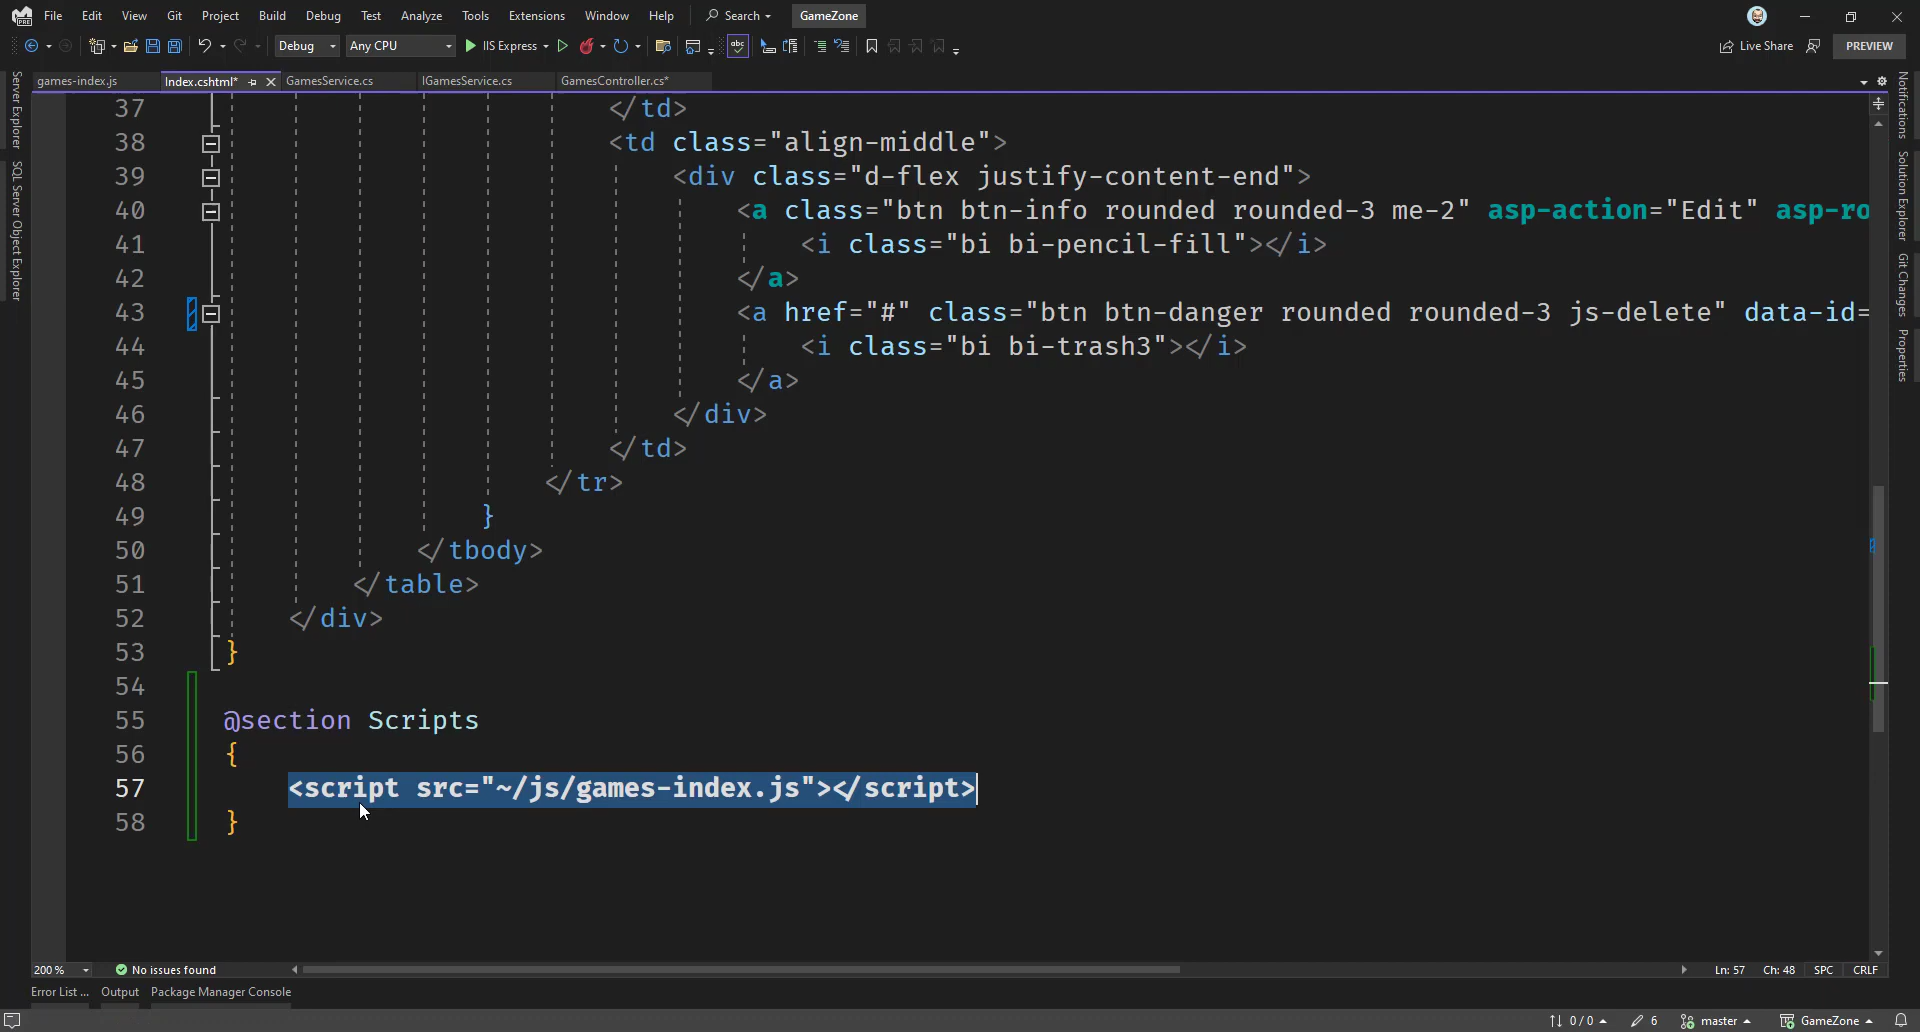 File Edit View Git Project Build Debug Test Analyze Tools Extensions Window Help Search GameZone
Debug Any CPU IIS Express Live Share PREVIEW
games-index.js Index.cshtml* GamesService.cs IGamesService.cs GamesController.cs*
Server Explorer
SQL Server Object Explorer
37 </td>
38 <td class="align-middle">
39 <div class="d-flex justify-content-end">
40 <a class="btn btn-info rounded rounded-3 me-2" asp-action="Edit" asp-ro
41 <i class="bi bi-pencil-fill"></i>
42 </a>
43 <a href="#" class="btn btn-danger rounded rounded-3 js-delete" data-id=
44 <i class="bi bi-trash3"></i>
45 </a>
46 </div>
47 </td>
48 </tr>
49 }
50 </tbody>
51 </table>
52 </div>
53 }
54
55 @section Scripts
56 {
57 <script src="~/js/games-index.js"></script>
58 }
Notifications
Solution Explorer
Git Changes
Properties
200 % No issues found Ln: 57 Ch: 48 SPC CRLF
Error List ... Output Package Manager Console
0 / 0 6 master GameZone